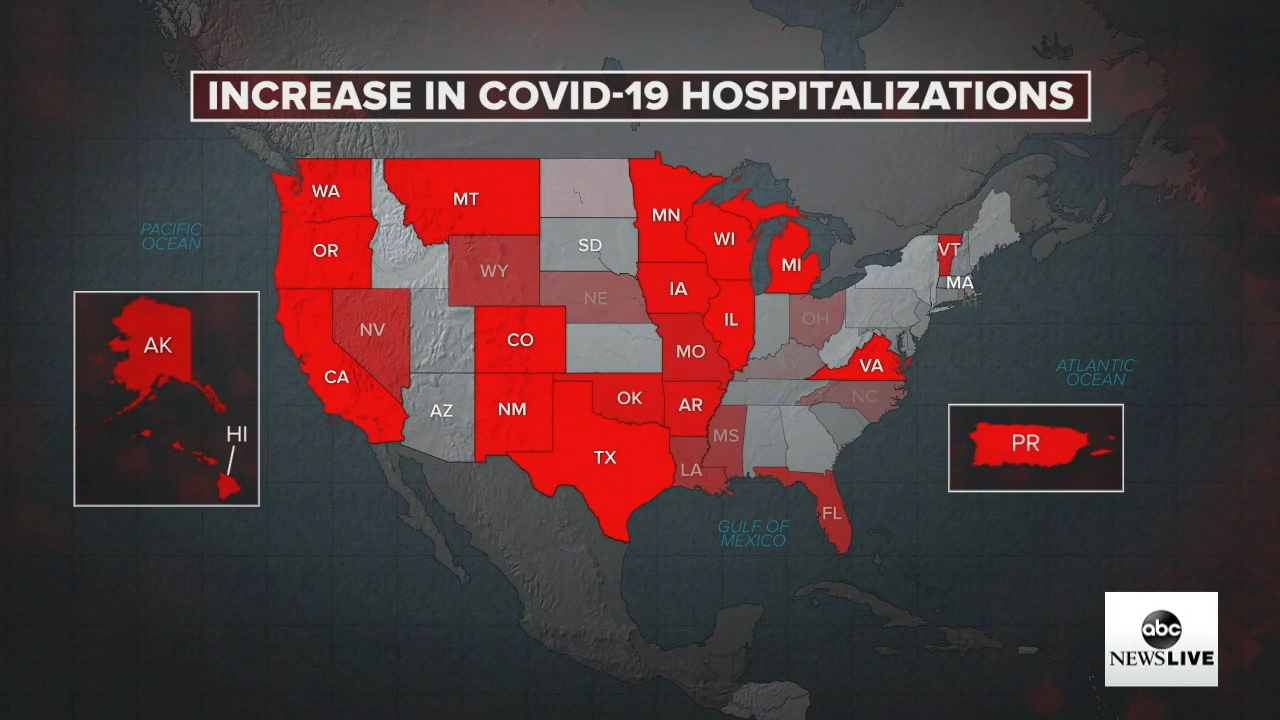 INCREASE IN COVID-19 HOSPITALIZATIONS
WA
MT
MN
OR
SD
WI
VT
PACIFIC
OCEAN
WY
MI
MA
IA
NE
NV
CO
IL
OH
AK
MO
KY
VA
ATLANTIC
OCEAN
CA
AZ
NM
OK
AR
NC
HI
MS
PR
TX
LA
FL
GULF OF
MEXICO
abc
NEWSLIVE